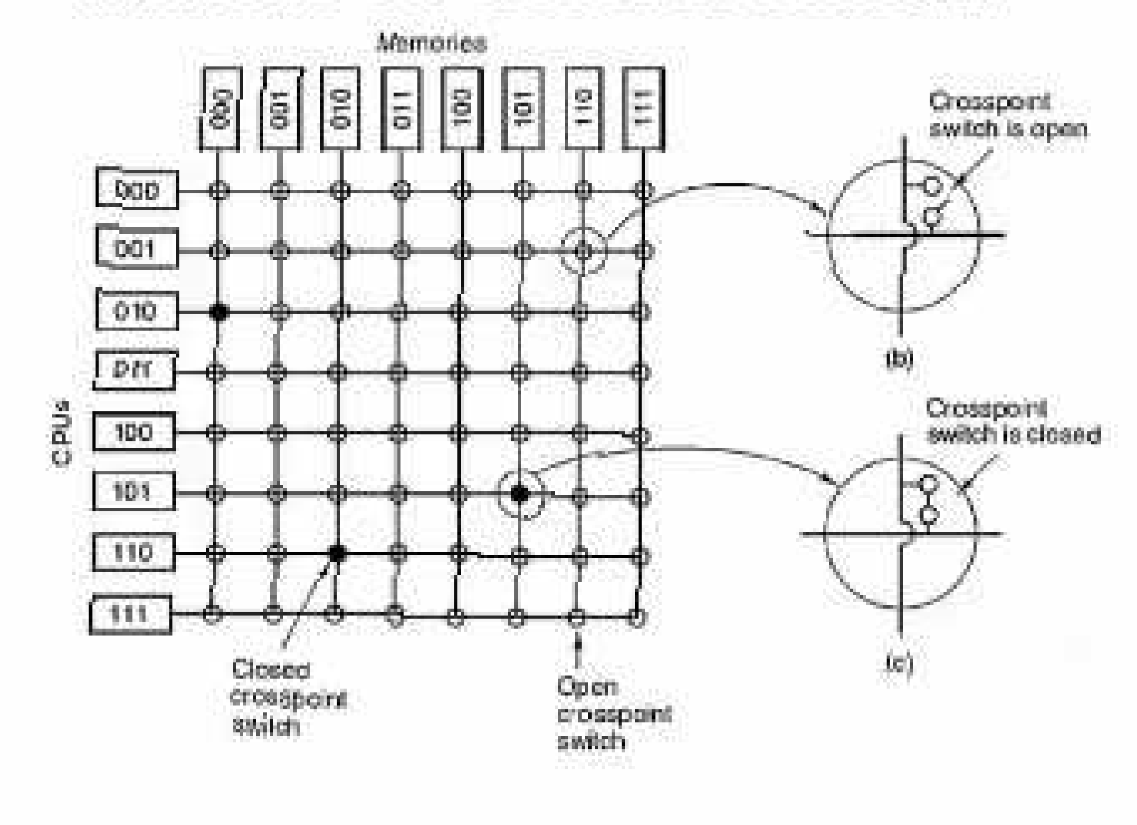 Memories
000
001
010
011
100
101
110
111
Crosspoint
switch is open
000
001
010
100
101
110
111
CPUs
(b)
Crosspoint
switch is closed
(c)
Closed
crosspoint
switch
Open
crosspoint
switch